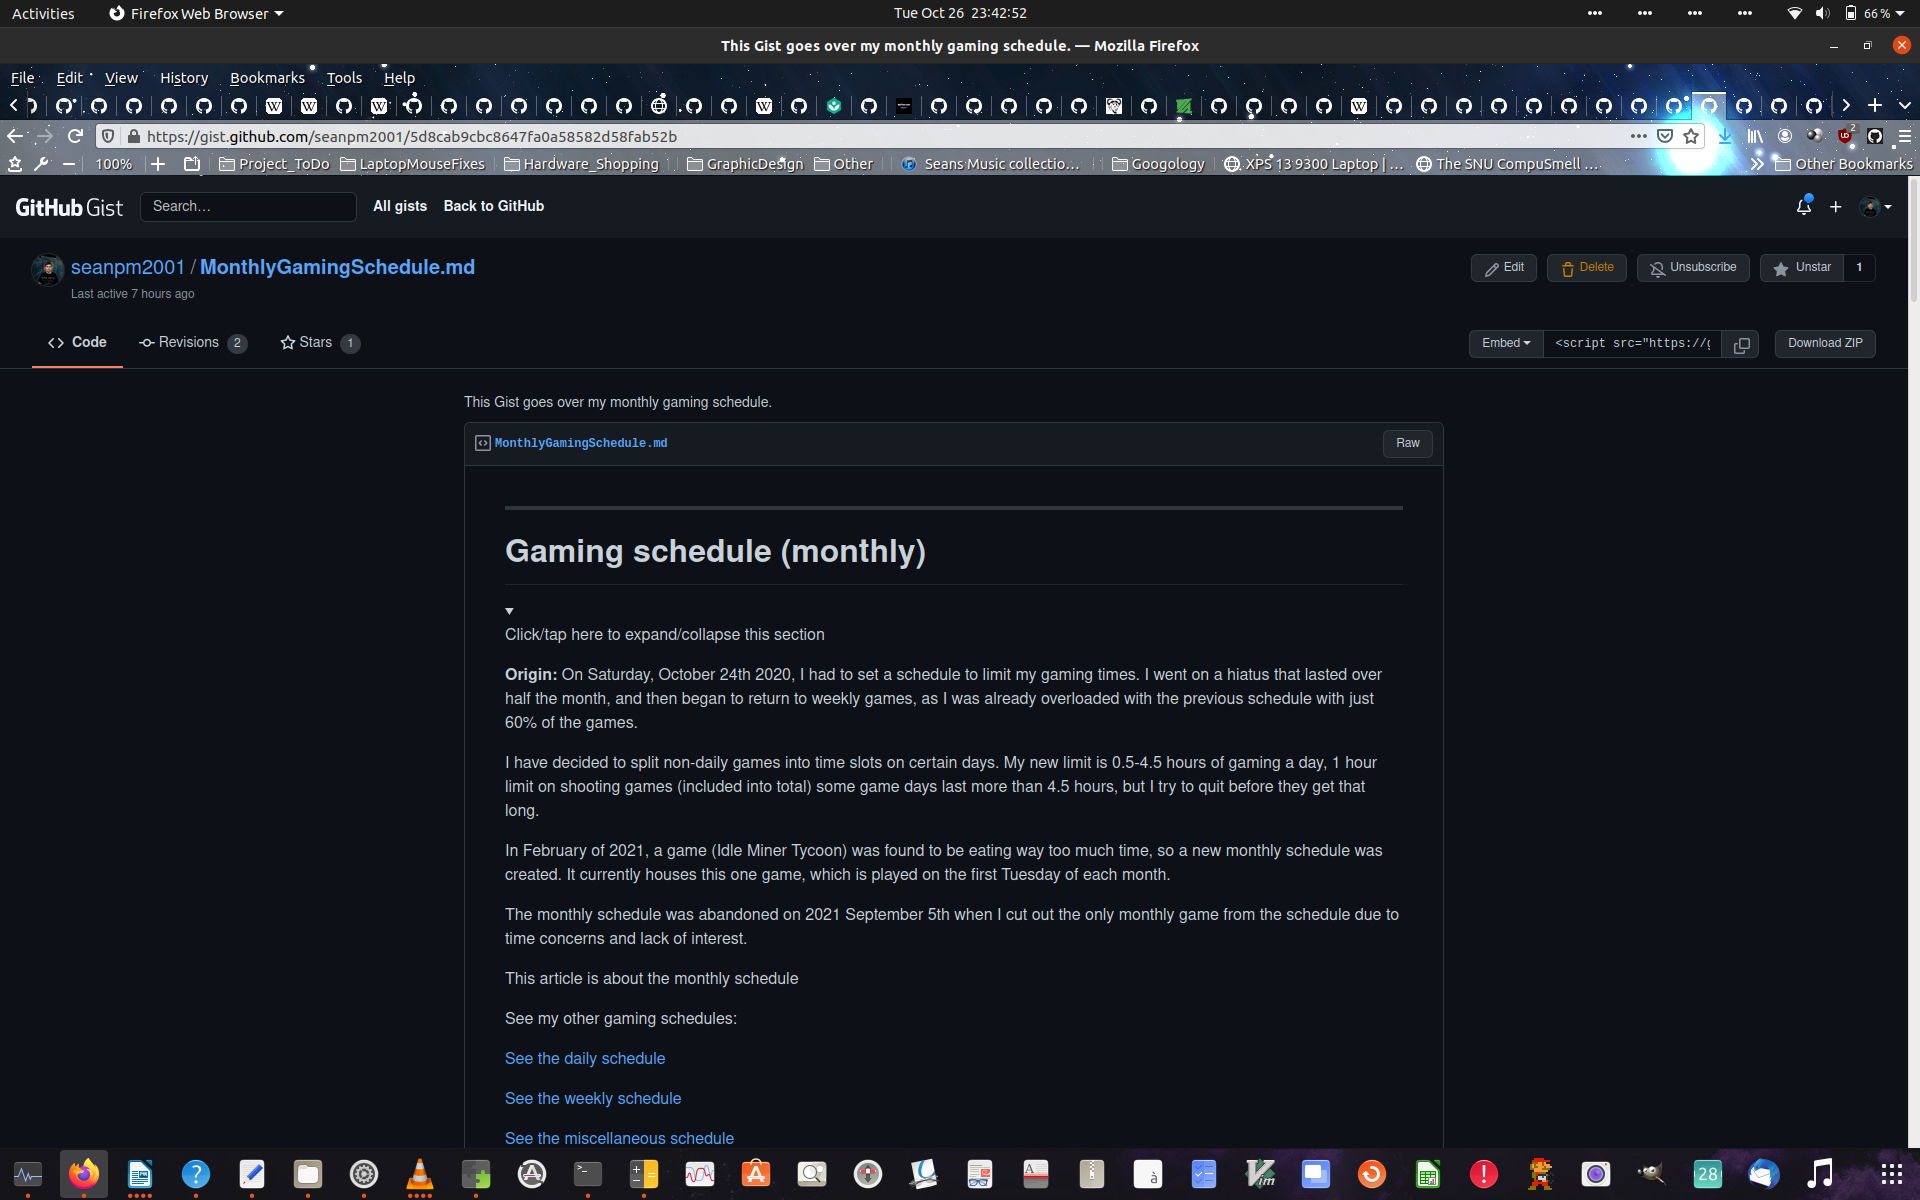 Activities Firefox Web Browser Tue Oct 26 23:42:52 66 %
This Gist goes over my monthly gaming schedule. — Mozilla Firefox
File Edit View History Bookmarks Tools Help
https://gist.github.com/seanpm2001/5d8cab9cbc8647fa0a58582d58fab52b 2
100% Project_ToDo LaptopMouseFixes Hardware_Shopping GraphicDesign Other Seans Music collectio… Googology XPS 13 9300 Laptop | … The SNU CompuSmell … Other Bookmarks
GitHub Gist Search… All gists Back to GitHub
seanpm2001 / MonthlyGamingSchedule.md Edit Delete Unsubscribe Unstar 1
Last active 7 hours ago
Code Revisions 2 Stars 1 Embed <script src="https://g Download ZIP
This Gist goes over my monthly gaming schedule.
MonthlyGamingSchedule.md Raw
Gaming schedule (monthly)
Click/tap here to expand/collapse this section
Origin: On Saturday, October 24th 2020, I had to set a schedule to limit my gaming times. I went on a hiatus that lasted over
half the month, and then began to return to weekly games, as I was already overloaded with the previous schedule with just
60% of the games.
I have decided to split non-daily games into time slots on certain days. My new limit is 0.5-4.5 hours of gaming a day, 1 hour
limit on shooting games (included into total) some game days last more than 4.5 hours, but I try to quit before they get that
long.
In February of 2021, a game (Idle Miner Tycoon) was found to be eating way too much time, so a new monthly schedule was
created. It currently houses this one game, which is played on the first Tuesday of each month.
The monthly schedule was abandoned on 2021 September 5th when I cut out the only monthly game from the schedule due to
time concerns and lack of interest.
This article is about the monthly schedule
See my other gaming schedules:
See the daily schedule
See the weekly schedule
See the miscellaneous schedule
28